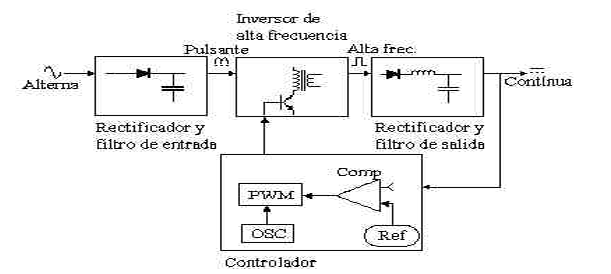 Inversor de
alta frecuencia
Pulsante
Alta frec.
Alterna
Contínua
Rectificador y
filtro de entrada
Rectificador y
filtro de salida
Comp
PWM
OSC
Ref
Controlador